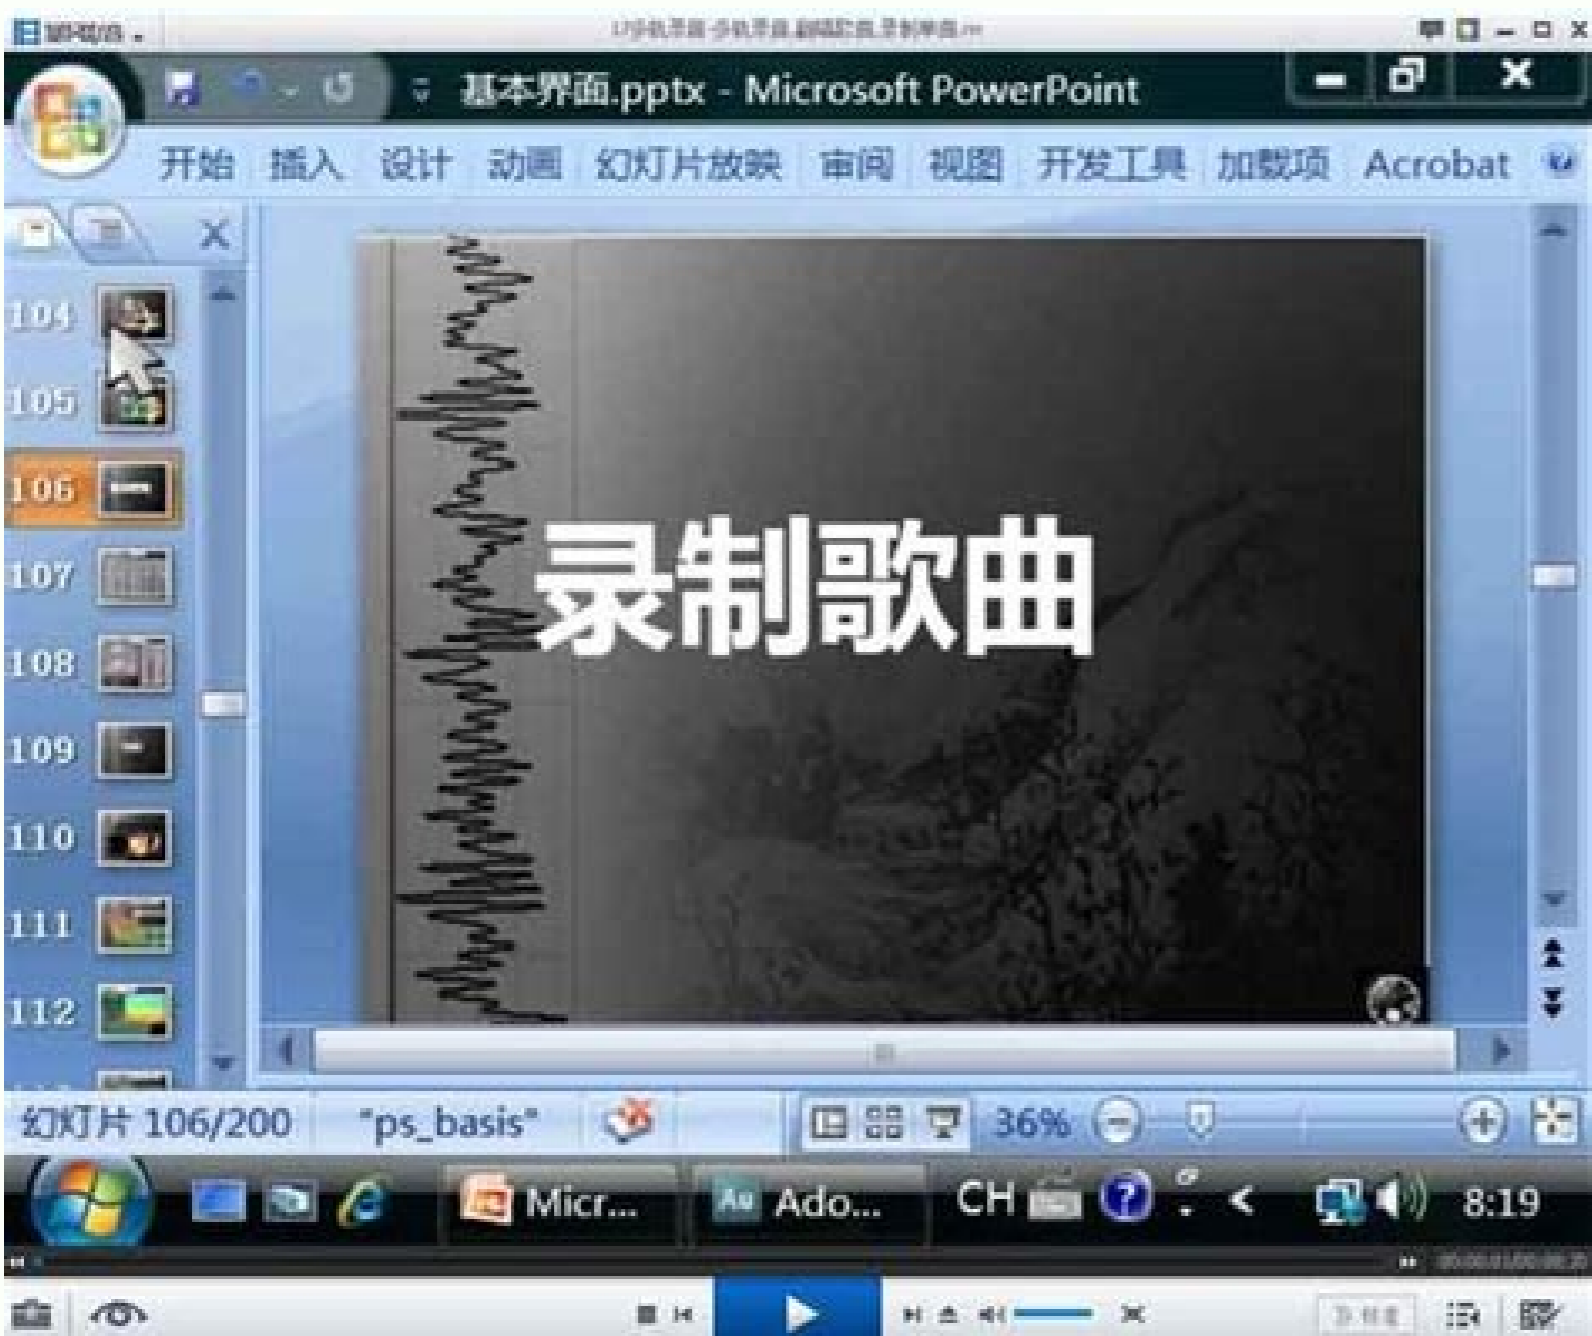 基本界面.pptx - Microsoft PowerPoint
开始 插入 设计 动画 幻灯片放映 审阅 视图 开发工具 加载项 Acrobat
104
105
106
107
108
109
110
111
112
录制歌曲
幻灯片 106/200 "ps_basis" 36%
Micr... Au Ado... CH 8:19